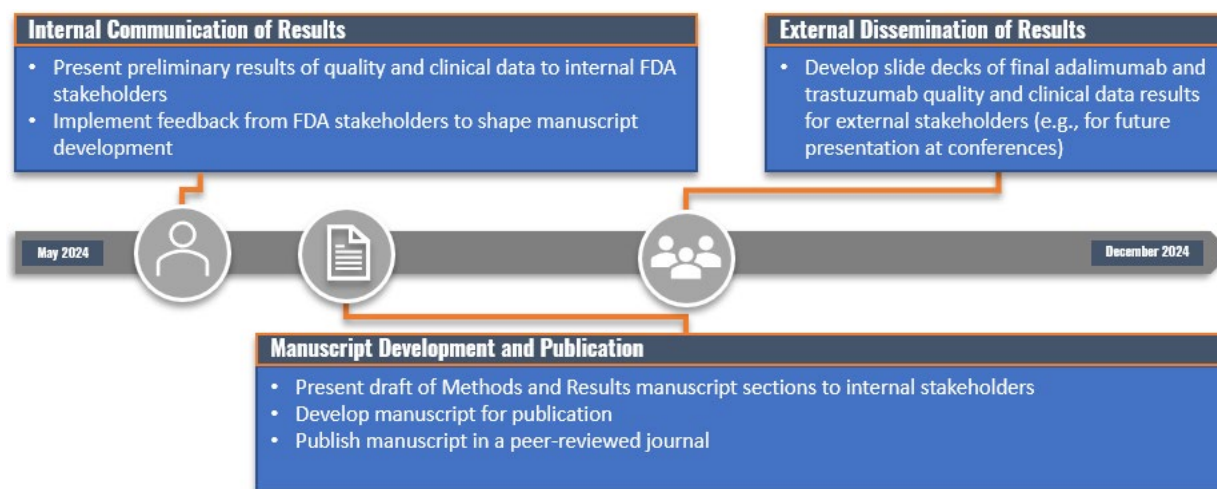 Internal Communication of Results
• Present preliminary results of quality and clinical data to internal FDA
stakeholders
• Implement feedback from FDA stakeholders to shape manuscript
development
External Dissemination of Results
• Develop slide decks of final adalimumab and
trastuzumab quality and clinical data results
for external stakeholders (e.g., for future
presentation at conferences)
May 2024
December 2024
Manuscript Development and Publication
• Present draft of Methods and Results manuscript sections to internal stakeholders
• Develop manuscript for publication
• Publish manuscript in a peer-reviewed journal